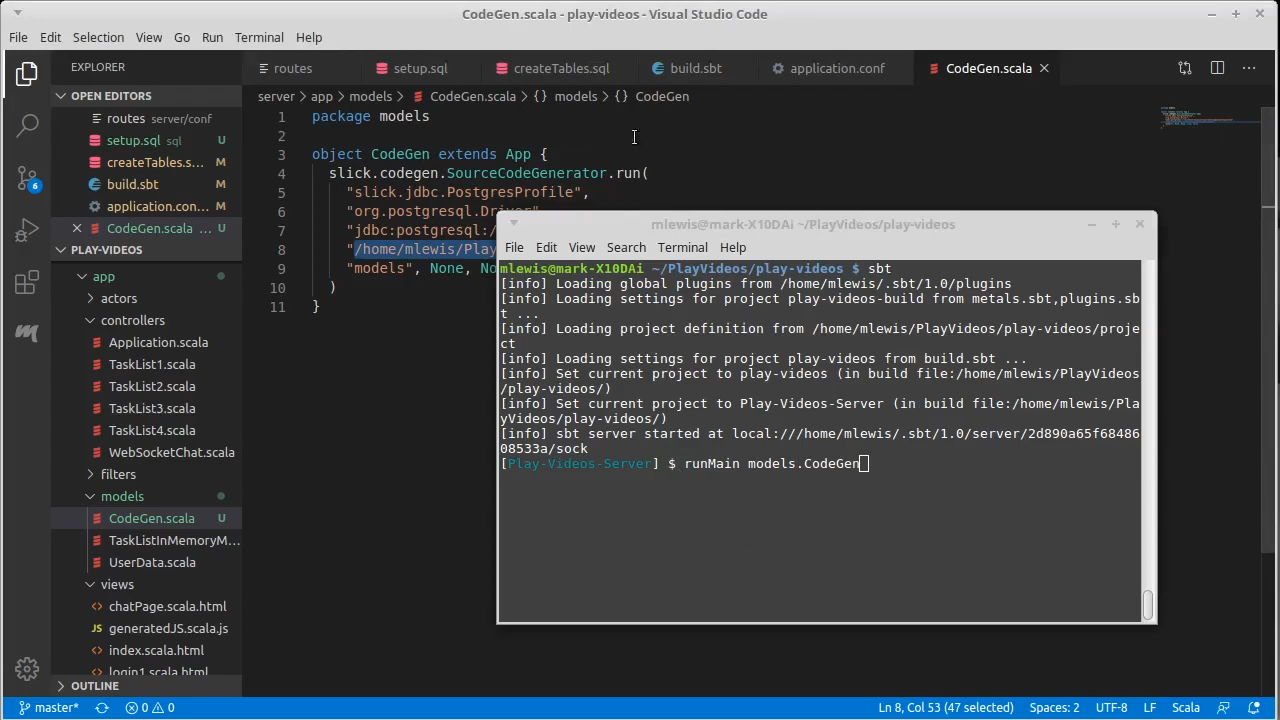 CodeGen.scala - play-videos - Visual Studio Code
File Edit Selection View Go Run Terminal Help
EXPLORER
routes
setup.sql
createTables.sql
build.sbt
application.conf
CodeGen.scala
OPEN EDITORS
server > app > models > CodeGen.scala > {} models > {} CodeGen
routes server/conf
setup.sql sql U
createTables.s... M
build.sbt M
application.con... M
CodeGen.scala ... U
PLAY-VIDEOS
app
actors
controllers
Application.scala
TaskList1.scala
TaskList2.scala
TaskList3.scala
TaskList4.scala
WebSocketChat.scala
filters
models
CodeGen.scala U
TaskListInMemoryM...
UserData.scala
views
chatPage.scala.html
generatedJS.scala.js
index.scala.html
login1.scala.html
OUTLINE
6
1 package models
2
3 object CodeGen extends App {
4 slick.codegen.SourceCodeGenerator.run(
5 "slick.jdbc.PostgresProfile",
6 "org.postgresql.Driver",
7 "jdbc:postgresql:/
8 "/home/mlewis/Play
9 "models", None, No
10 )
11 }
mlewis@mark-X10DAi ~/PlayVideos/play-videos
File Edit View Search Terminal Help
mlewis@mark-X10DAi ~/PlayVideos/play-videos $ sbt
[info] Loading global plugins from /home/mlewis/.sbt/1.0/plugins
[info] Loading settings for project play-videos-build from metals.sbt,plugins.sb
t ...
[info] Loading project definition from /home/mlewis/PlayVideos/play-videos/proje
ct
[info] Loading settings for project play-videos from build.sbt ...
[info] Set current project to play-videos (in build file:/home/mlewis/PlayVideos
/play-videos/)
[info] Set current project to Play-Videos-Server (in build file:/home/mlewis/Pla
yVideos/play-videos/)
[info] sbt server started at local:///home/mlewis/.sbt/1.0/server/2d890a65f68486
08533a/sock
[Play-Videos-Server] $ runMain models.CodeGen
master* 0 0 Ln 8, Col 53 (47 selected) Spaces: 2 UTF-8 LF Scala